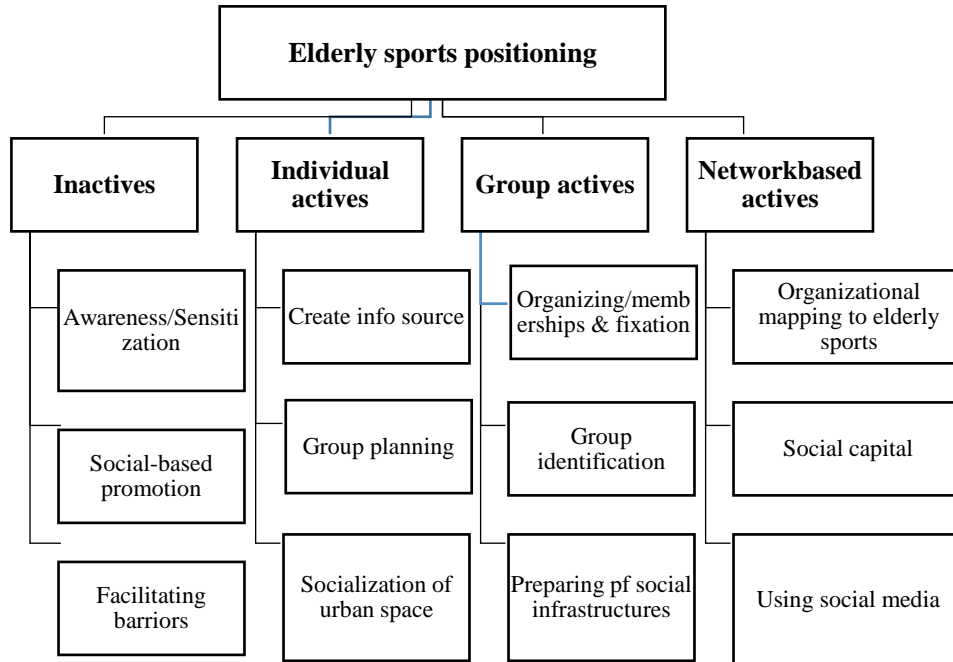 Elderly sports positioning
Inactives
Individual
actives
Group actives
Networkbased
actives
Awareness/Sensiti
zation
Social-based
promotion
Facilitating
barriors
Create info source
Group planning
Socialization of
urban space
Organizing/memb
erships & fixation
Group
identification
Preparing pf social
infrastructures
Organizational
mapping to elderly
sports
Social capital
Using social media